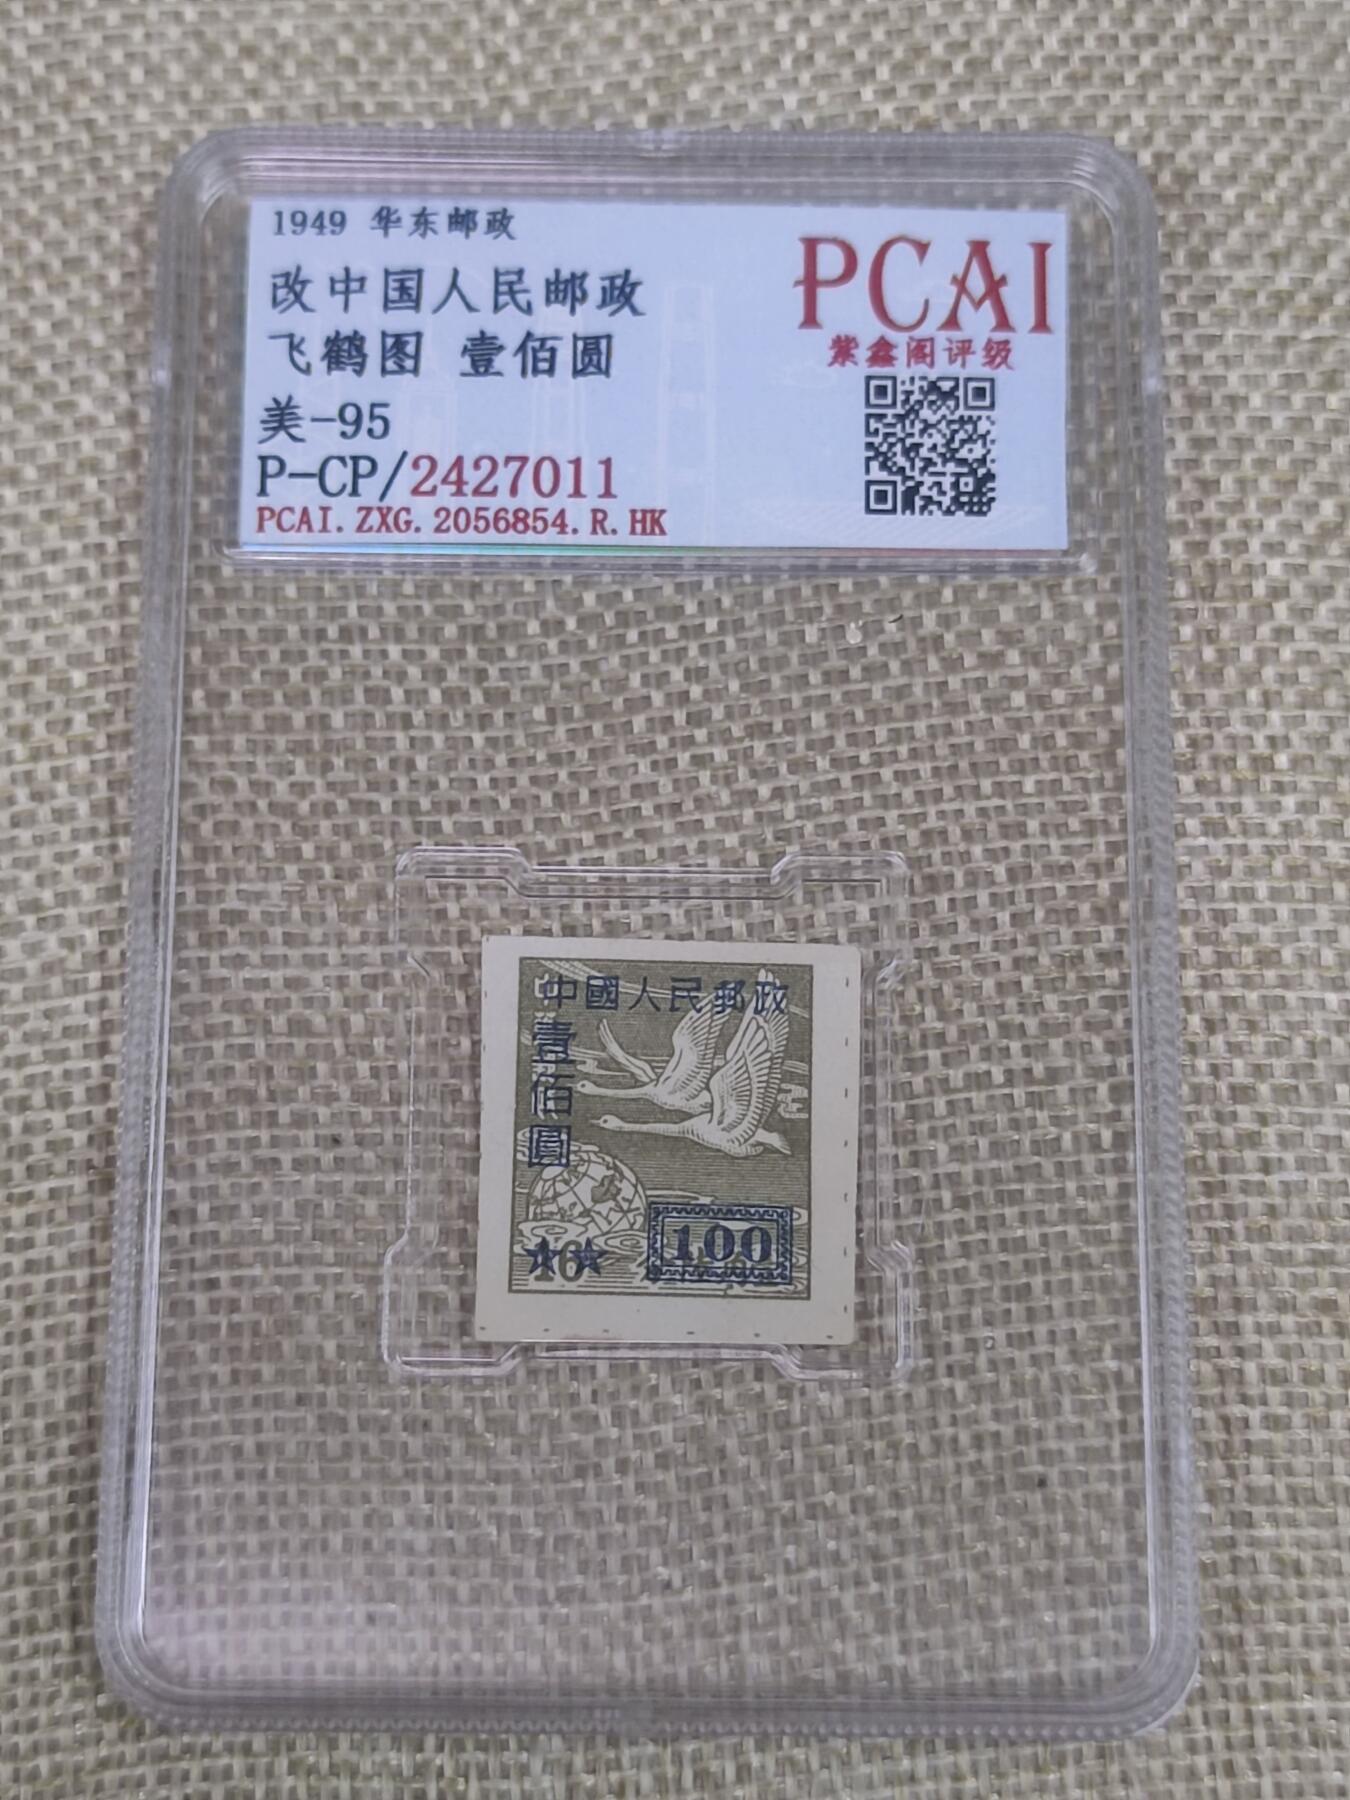 1949 华东邮政
改中国人民邮政
飞鹤图 壹佰圆
美-95
P-CP/2427011
PCAI.ZXG.2056854.R.HK
PCAI
紫鑫阁评级
中國人民郵政
壹佰圓
100